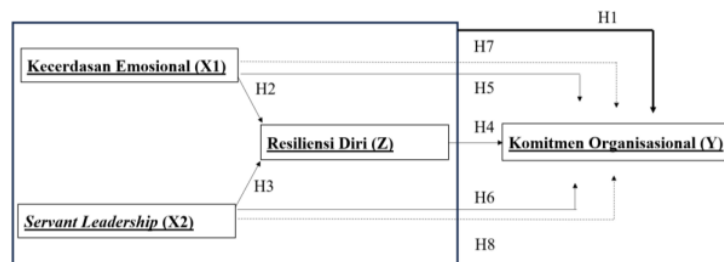 H1
H7
Kecerdasan Emosional (X1)
H2
H5
H4
Resiliensi Diri (Z)
Komitmen Organisasional (Y)
H3
H6
Servant Leadership (X2)
H8